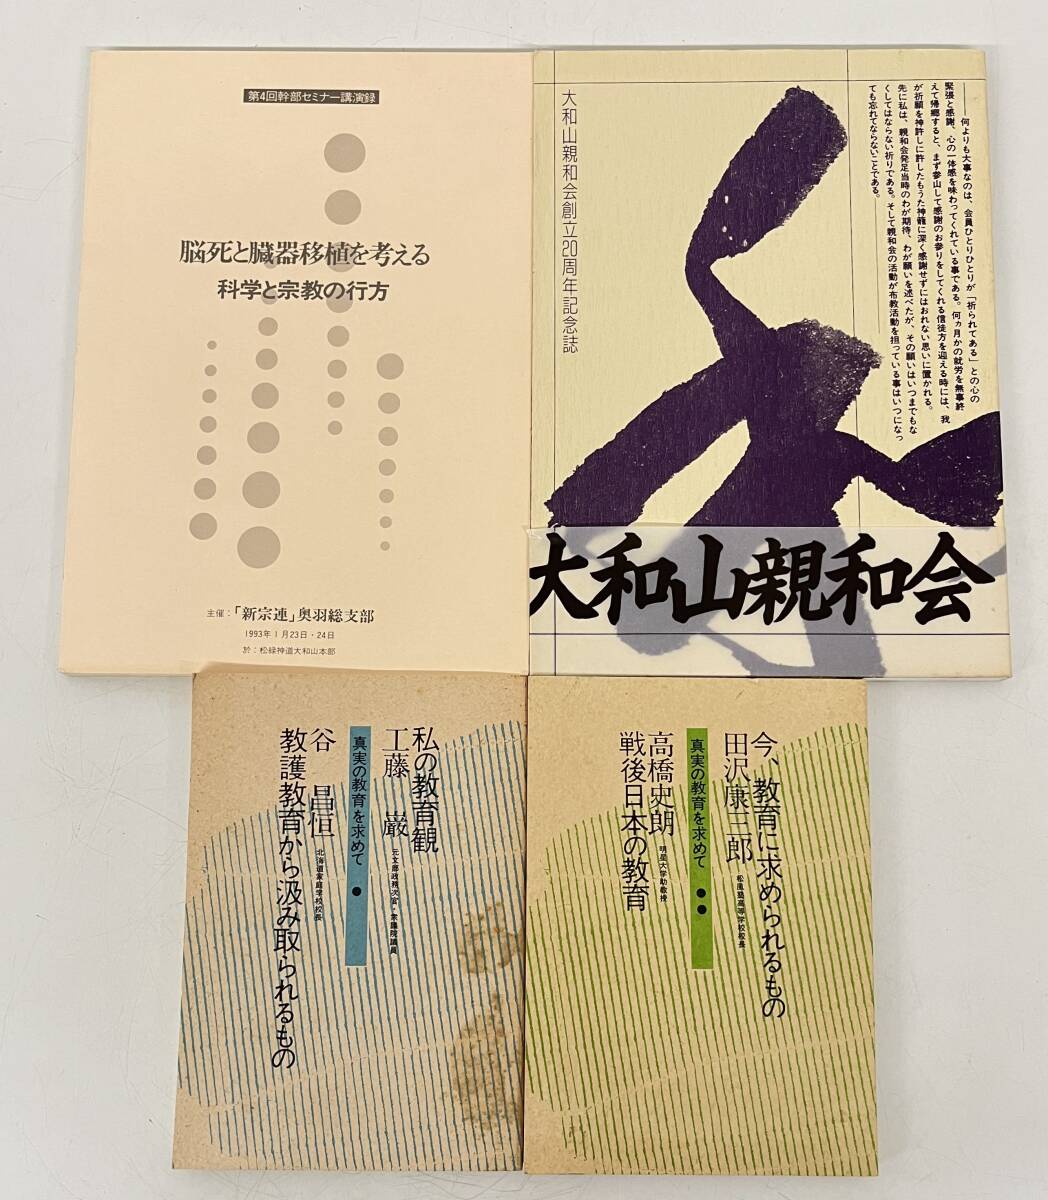 第4回幹部セミナー講演録
脳死と臓器移植を考える
科学と宗教の行方
主催：「新宗連」奥羽総支部
1993年1月23日・24日
於：松緑神道大和山本部
大和山親和会創立20周年記念誌
――何よりも大事なのは、会員ひとりひとりが「祈られてある」との心の
緊張と感謝、心の一体感を味わってくれている事である。何ヵ月かの就労を無事終
えて帰郷すると、まず参山して感謝のお参りをしてくれる信徒方を迎える時には、我
が祈願を神許しに許したもうた神籠に深く感謝せずにはおれない思いに置かれる。
先に私は、親和会発足当時のわが期待、わが願いを述べたが、その願いはいつまでもな
くしてはならない祈りである。そして親和会の活動が布教活動を担っている事はいつになっ
ても忘れてならないことである。――
大和山親和会
私の教育観
工藤 巌
元文部政務次官・衆議院議員
真実の教育を求めて ●
谷 昌恒
北海道家庭学校校長
教護教育から汲み取られるもの
今、教育に求められるもの
田沢康三郎
松風塾高等学校校長
真実の教育を求めて ●●
高橋史朗
明星大学助教授
戦後日本の教育